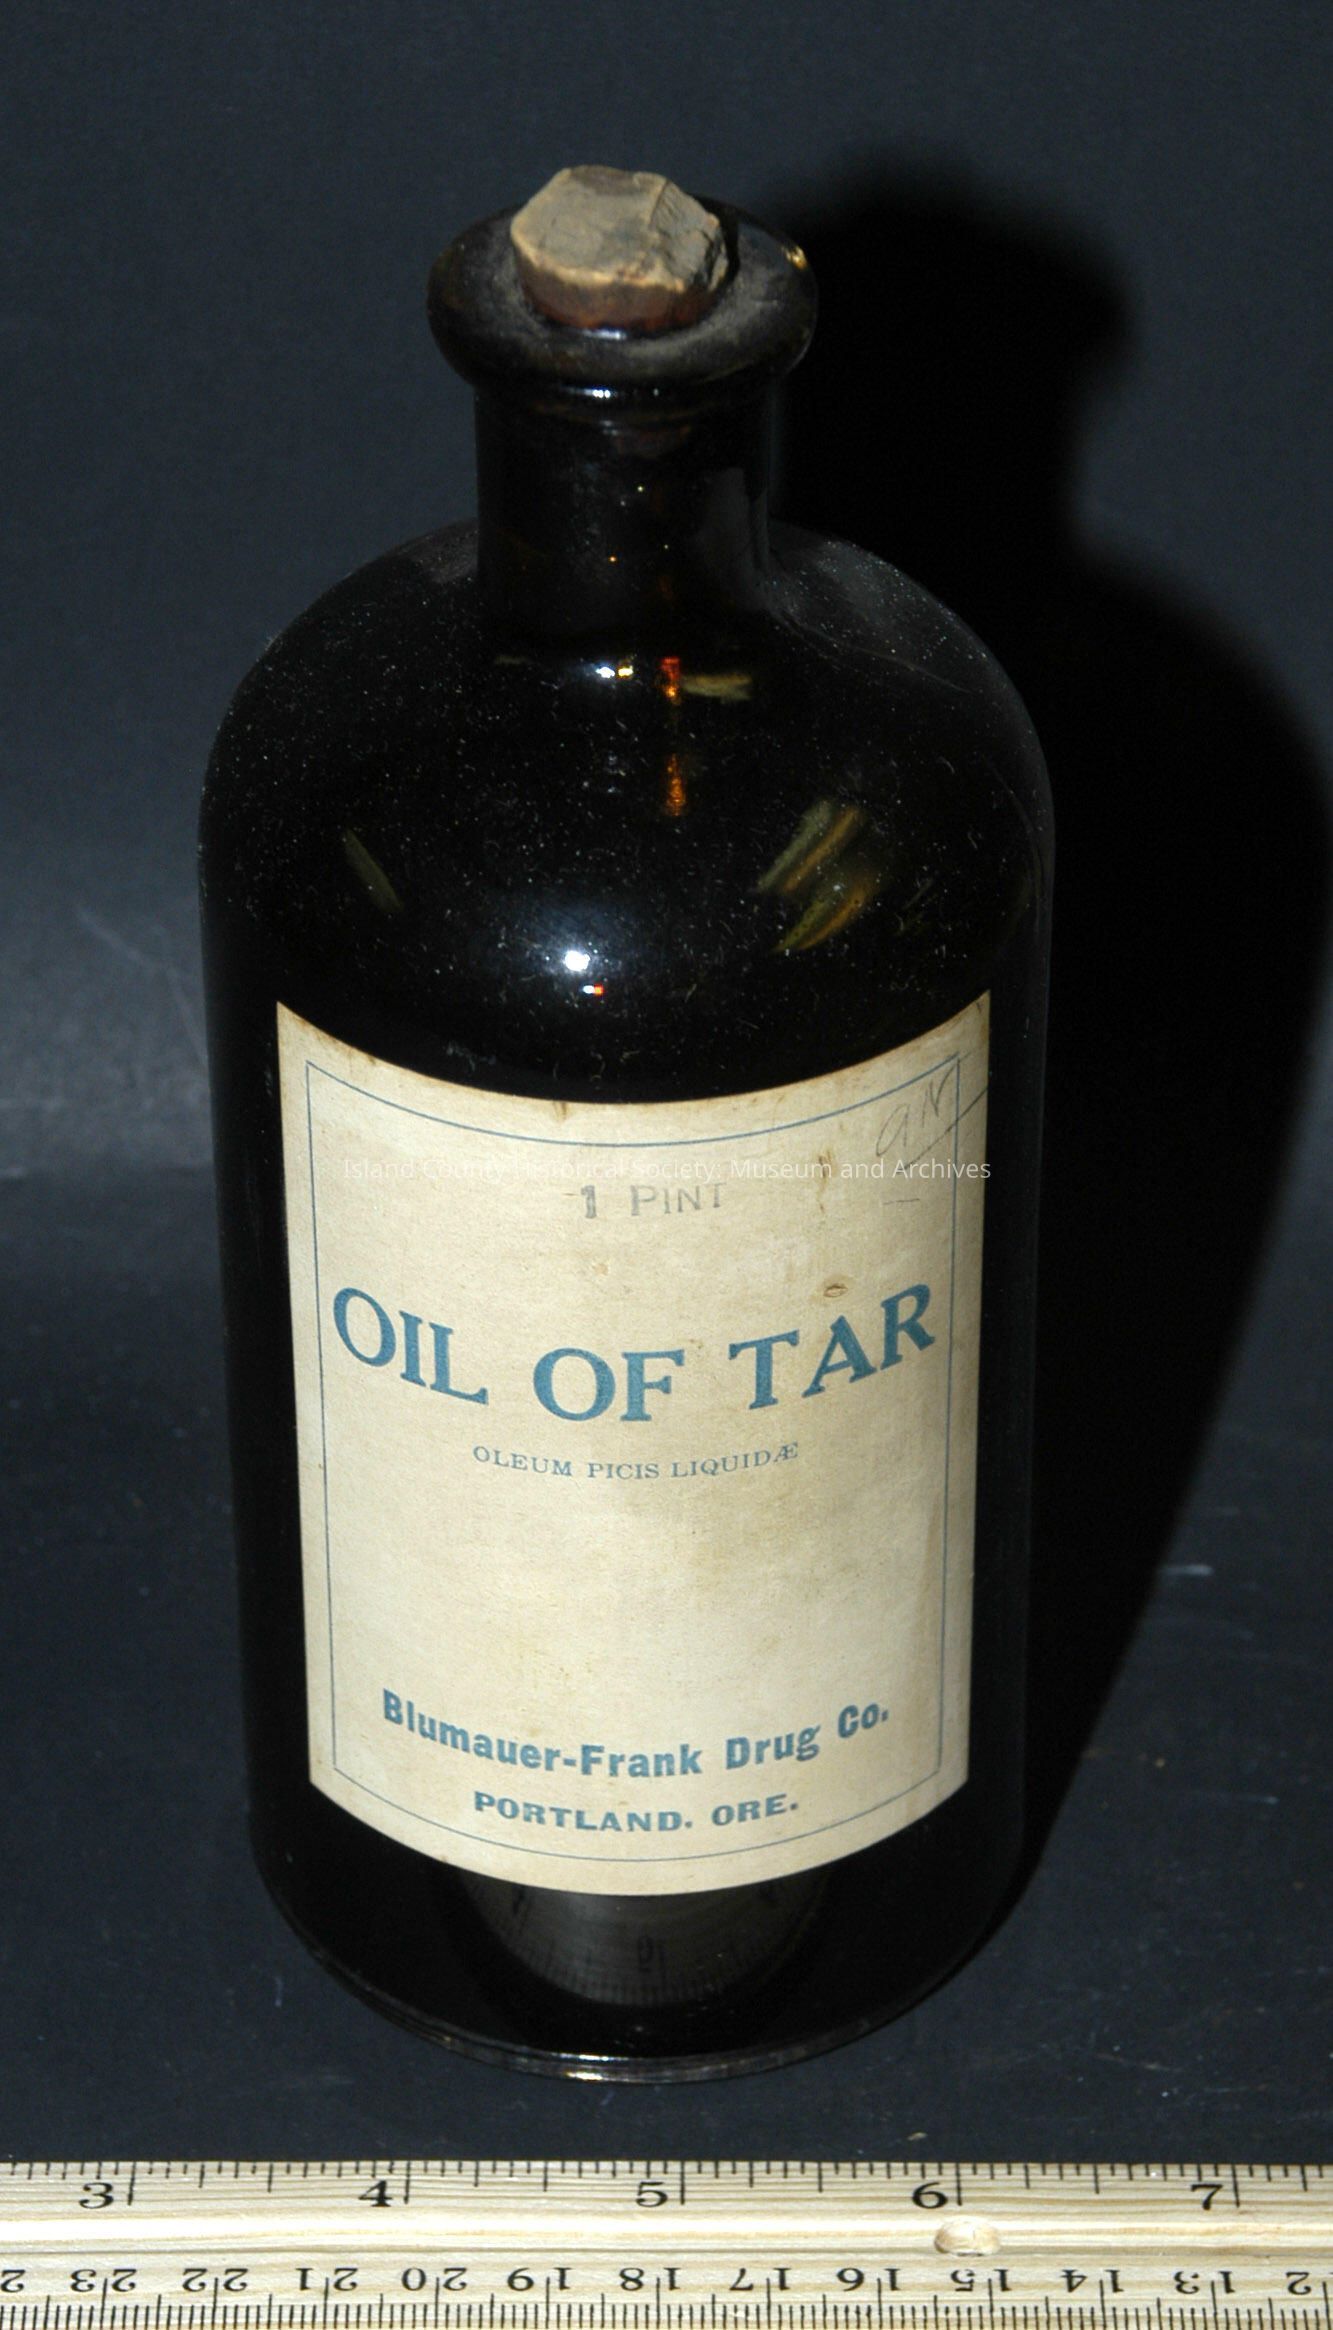 Island County Historical Society: Museum and Archives
1 PINT
OIL OF TAR
OLEUM PICIS LIQUIDÆ
Blumauer-Frank Drug Co.
PORTLAND. ORE.
3 4 5 6 7
23 22 21 20 19 18 17 16 15 14 13